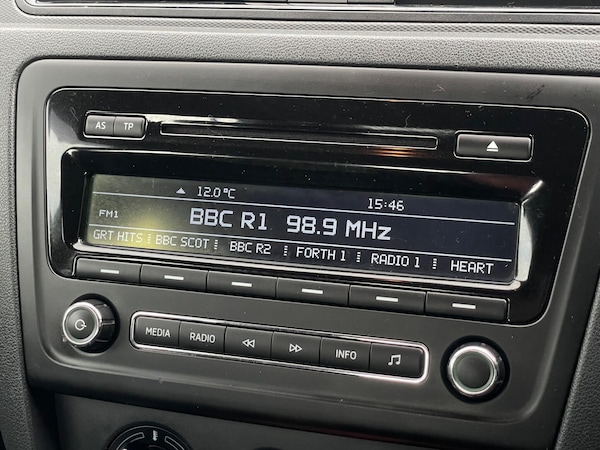 AS TP
12.0°C 15:46
FM1 BBC R1 98.9 MHz
GRT HITS BBC SCOT BBC R2 FORTH 1 RADIO 1 HEART
MEDIA RADIO INFO